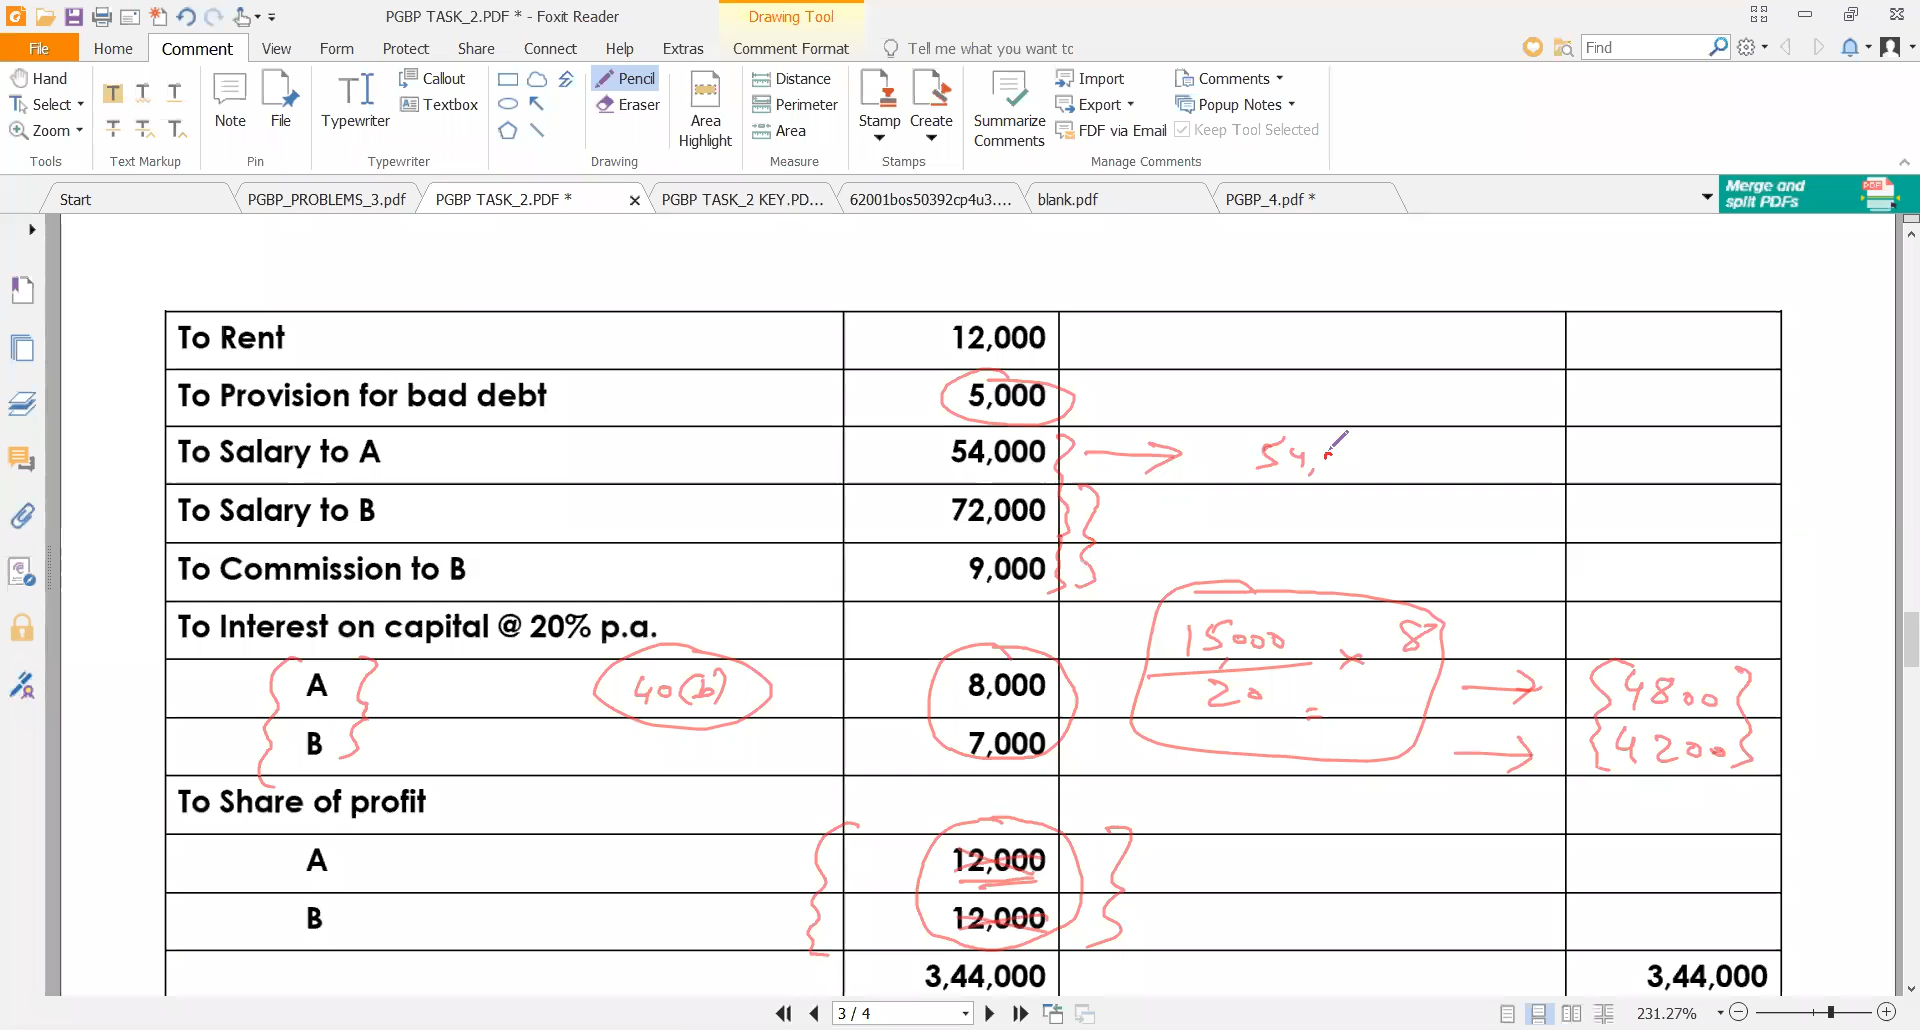 PGBP TASK_2.PDF * - Foxit Reader
Drawing Tool
File Home Comment View Form Protect Share Connect Help Extras Comment Format Tell me what you want to Find
Hand
Select
Zoom
Tools
Text Markup
Note File
Pin
Typewriter
Callout
Textbox
Typewriter
Pencil
Eraser
Drawing
Area Highlight
Distance
Perimeter
Area
Measure
Stamp Create
Stamps
Summarize Comments
Import
Export
FDF via Email
Comments
Popup Notes
Keep Tool Selected
Manage Comments
Start PGBP_PROBLEMS_3.pdf PGBP TASK_2.PDF * PGBP TASK_2 KEY.PD... 62001bos50392cp4u3.... blank.pdf PGBP_4.pdf *
Merge and split PDFs
To Rent 12,000
To Provision for bad debt 5,000
To Salary to A 54,000 54,
To Salary to B 72,000
To Commission to B 9,000
To Interest on capital @ 20% p.a. 15000 × 8
A 40(b) 8,000 20 = 4800
B 7,000 4200
To Share of profit
A 12,000
B 12,000
3,44,000 3,44,000
3 / 4 231.27%